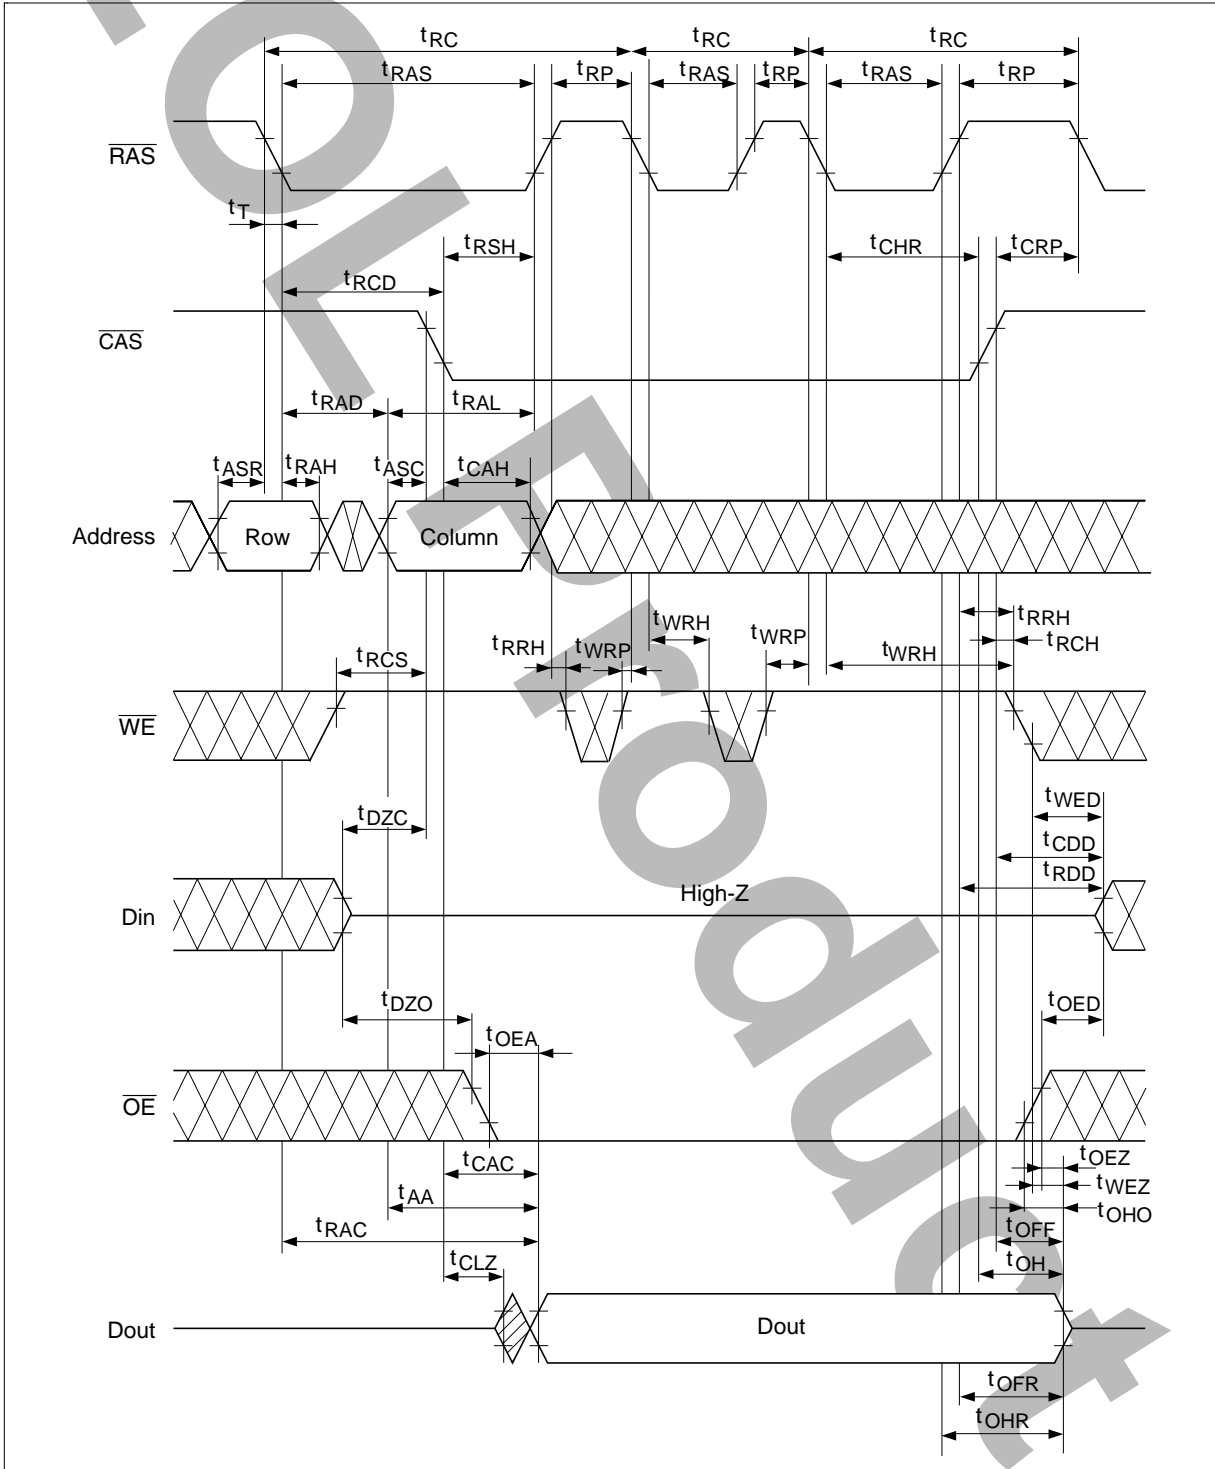 tRC tRC tRC
tRAS tRP tRAS tRP tRAS tRP
RAS
tT
tRSH tCHR tCRP
tRCD
CAS
tRAD tRAL
tASR tRAH tASC tCAH
Address Row Column
tRRH
tRCH
tWRH
tRRH tWRP tWRP
tRCS tWRH
WE
tWED
tDZC
tCDD
tRDD
High-Z
Din
tDZO tOED
tOEA
OE
tOEZ
tCAC
tWEZ
tAA
tOHO
tRAC tOFF
tCLZ tOH
Dout Dout
tOFR
tOHR
EOL Product